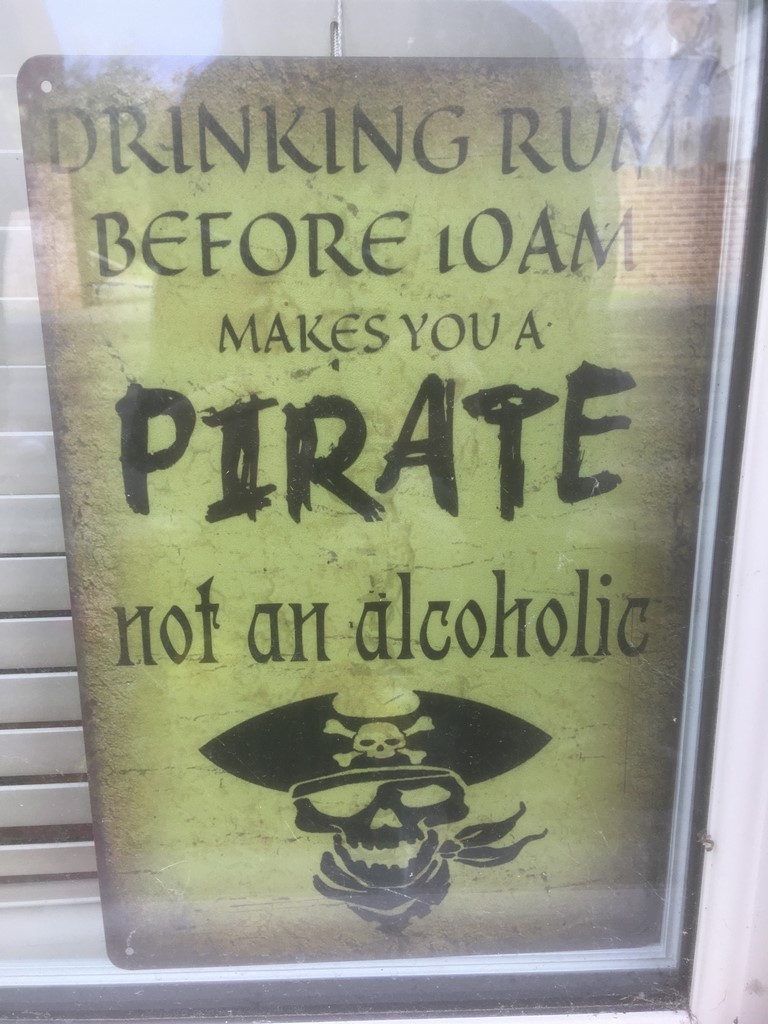 DRINKING RUM
BEFORE 10AM
MAKES YOU A
PIRATE
not an alcoholic